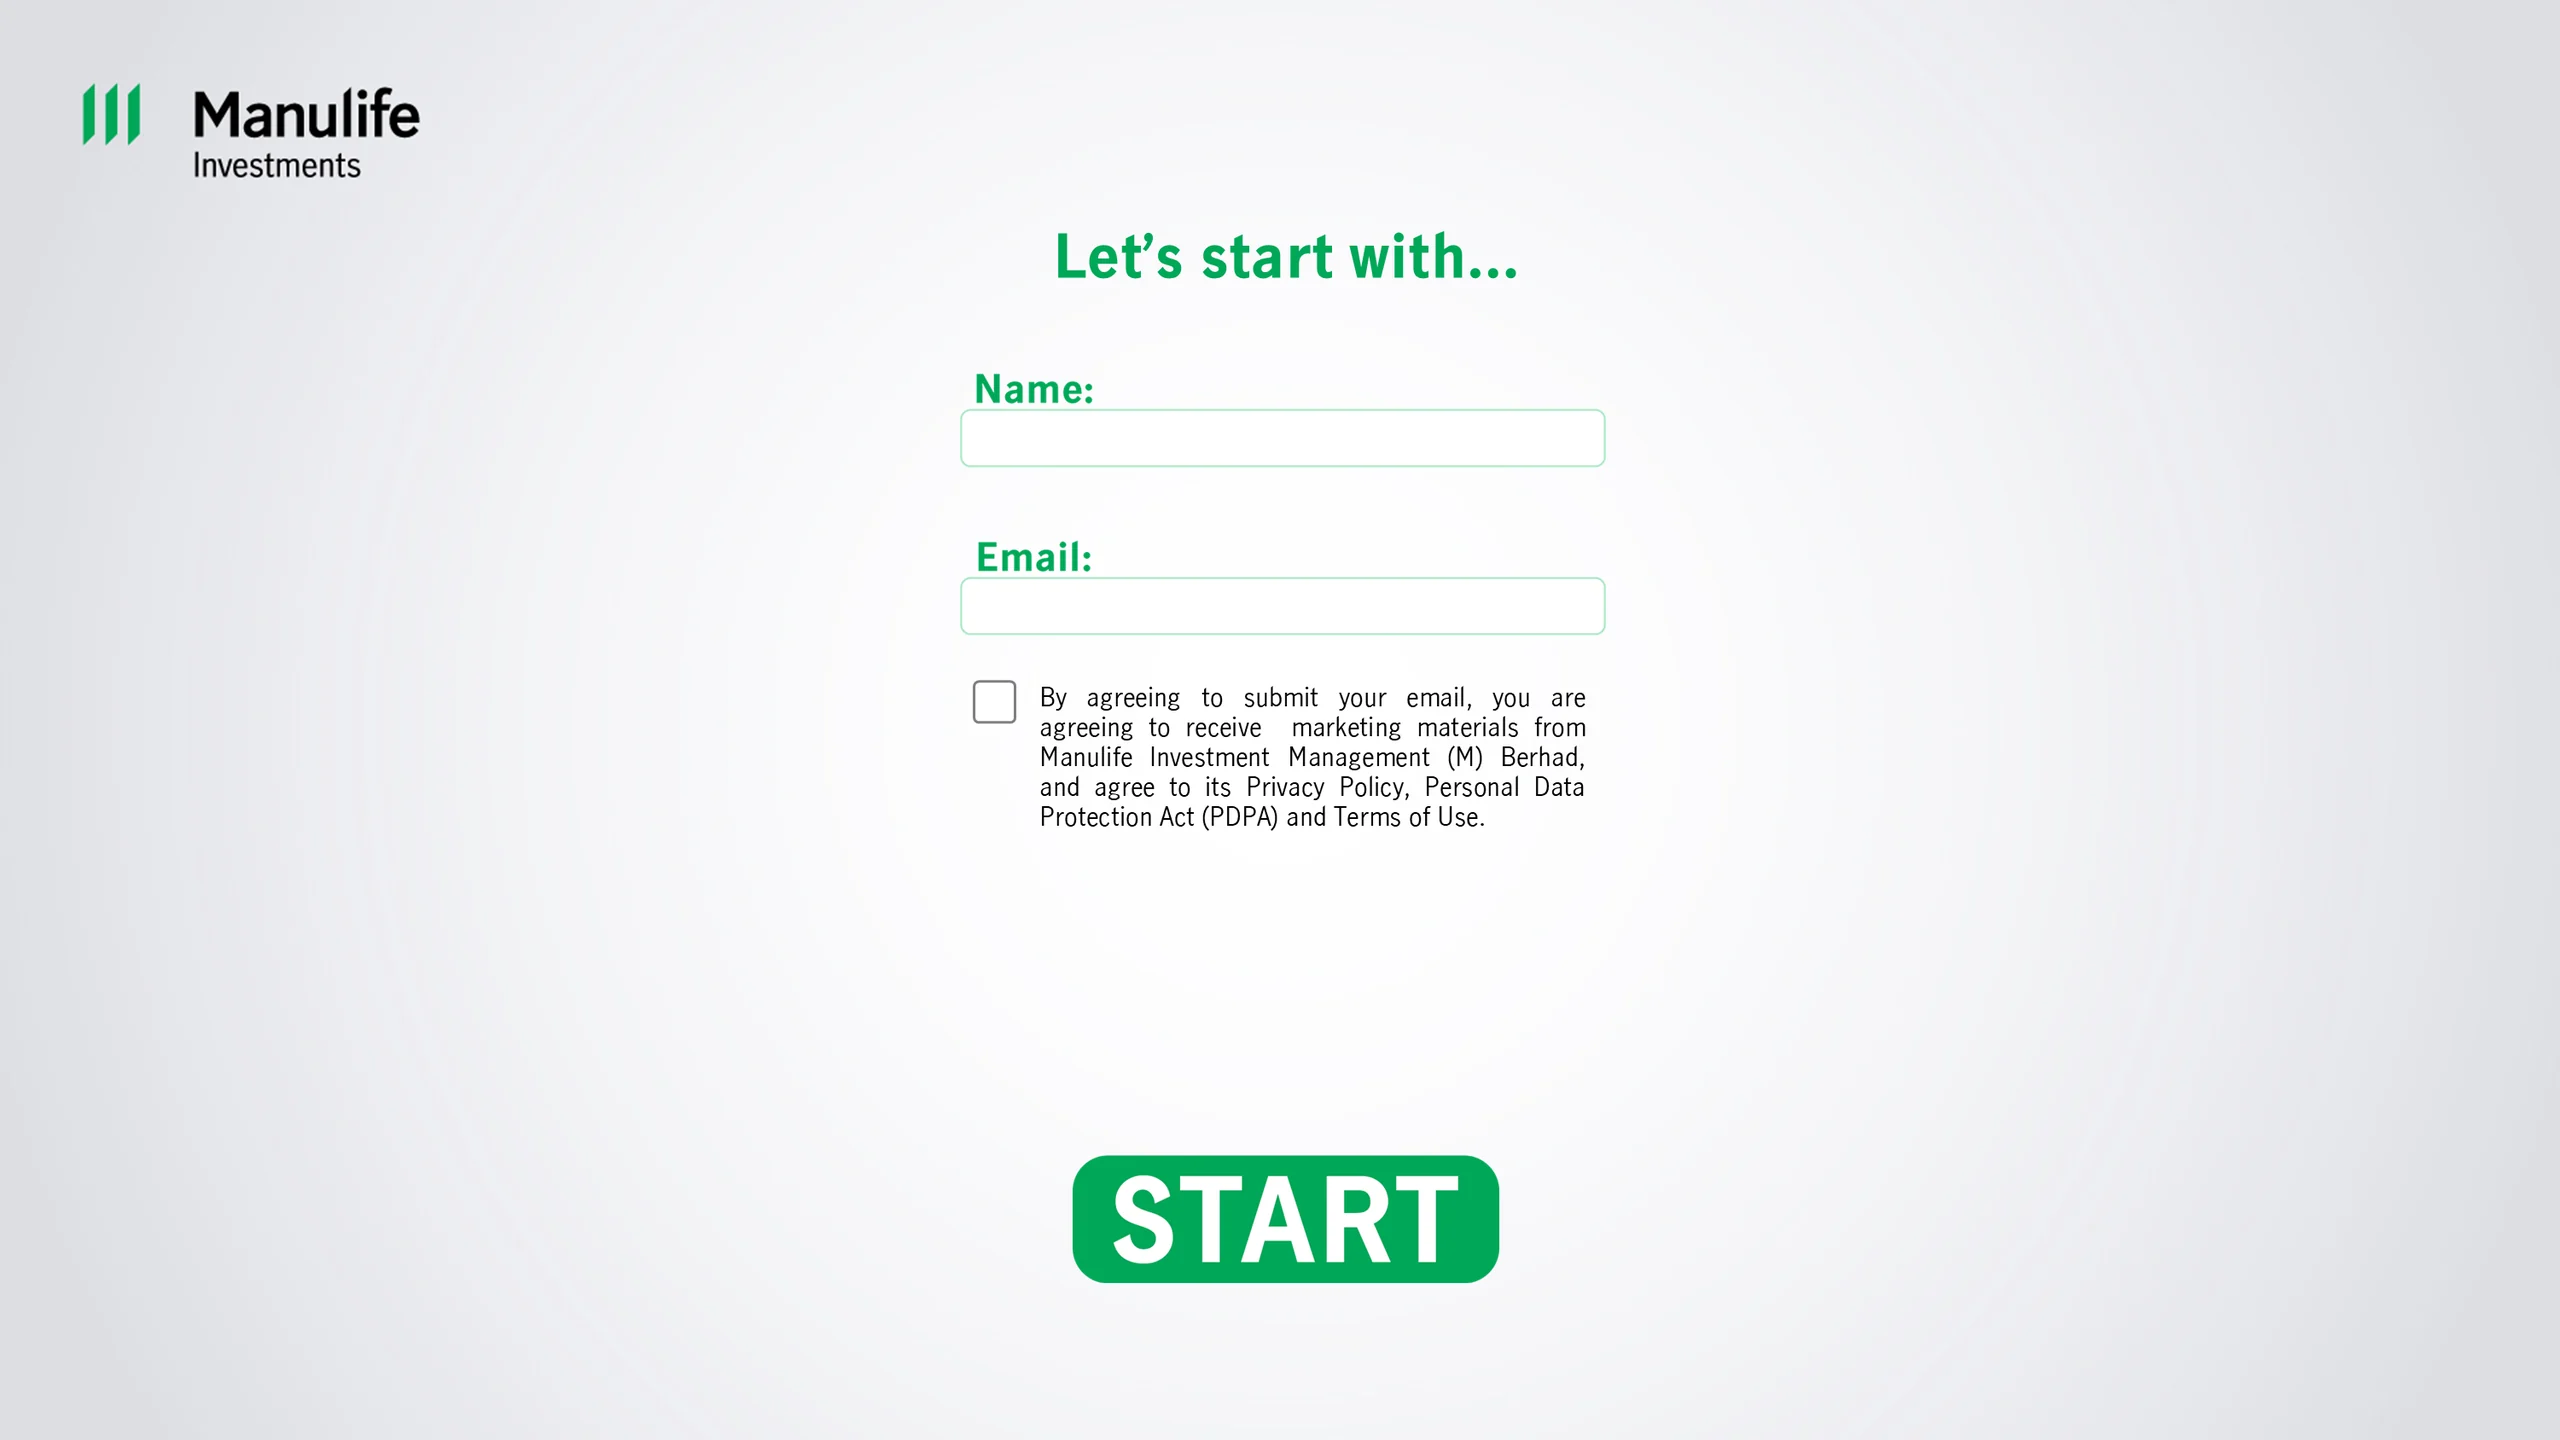 Manulife
Investments
Let’s start with...
Name:
Email:
By agreeing to submit your email, you are
agreeing to receive marketing materials from
Manulife Investment Management (M) Berhad,
and agree to its Privacy Policy, Personal Data
Protection Act (PDPA) and Terms of Use.
START